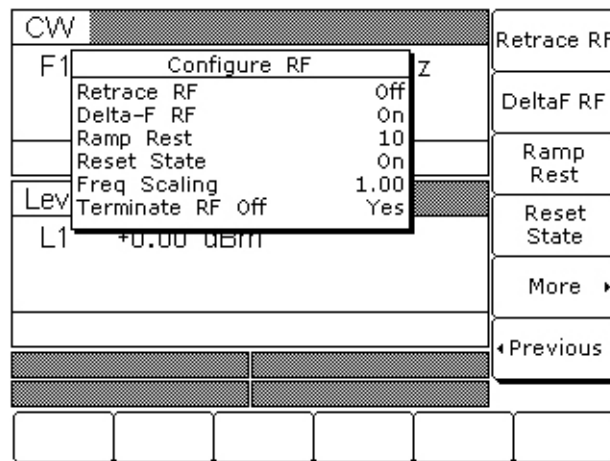 CW
F1
z
Configure RF
Retrace RF Off
Delta-F RF On
Ramp Rest 10
Reset State On
Freq Scaling 1.00
Terminate RF Off Yes
Lev
L1 +0.00 dBm
Retrace RF
DeltaF RF
Ramp
Rest
Reset
State
More
Previous